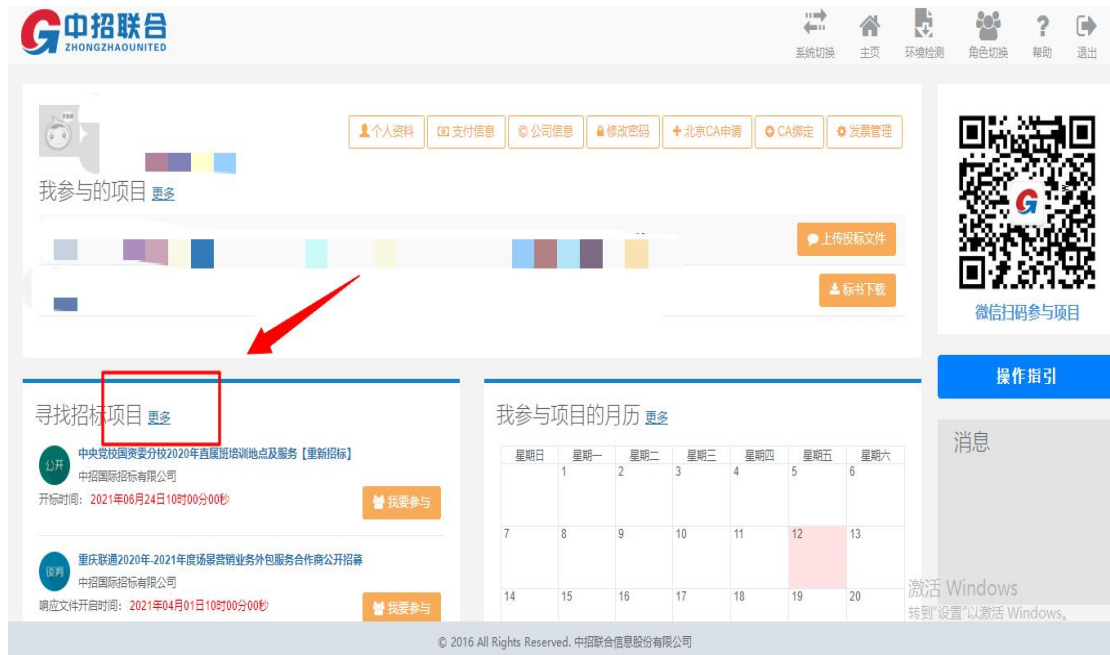 中招联合
ZHONGZHAOUNITED
系统切换 主页 环境检测 角色切换 帮助 退出
个人资料 支付信息 公司信息 修改密码 北京CA申请 CA绑定 发票管理
我参与的项目 更多
上传投标文件
标书下载
微信扫码参与项目
操作指引
消息
寻找招标项目 更多
公开
中央党校国资委分校2020年直属班培训地点及服务【重新招标】
中招国际招标有限公司
开标时间：2021年06月24日10时00分00秒
我要参与
谈判
重庆联通2020年-2021年度场景营销业务外包服务合作商公开招募
中招国际招标有限公司
响应文件开启时间：2021年04月01日10时00分00秒
我要参与
我参与项目的月历 更多
星期日 星期一 星期二 星期三 星期四 星期五 星期六
1 2 3 4 5 6
7 8 9 10 11 12 13
14 15 16 17 18 19 20
激活 Windows
转到"设置"以激活 Windows。
© 2016 All Rights Reserved. 中招联合信息股份有限公司